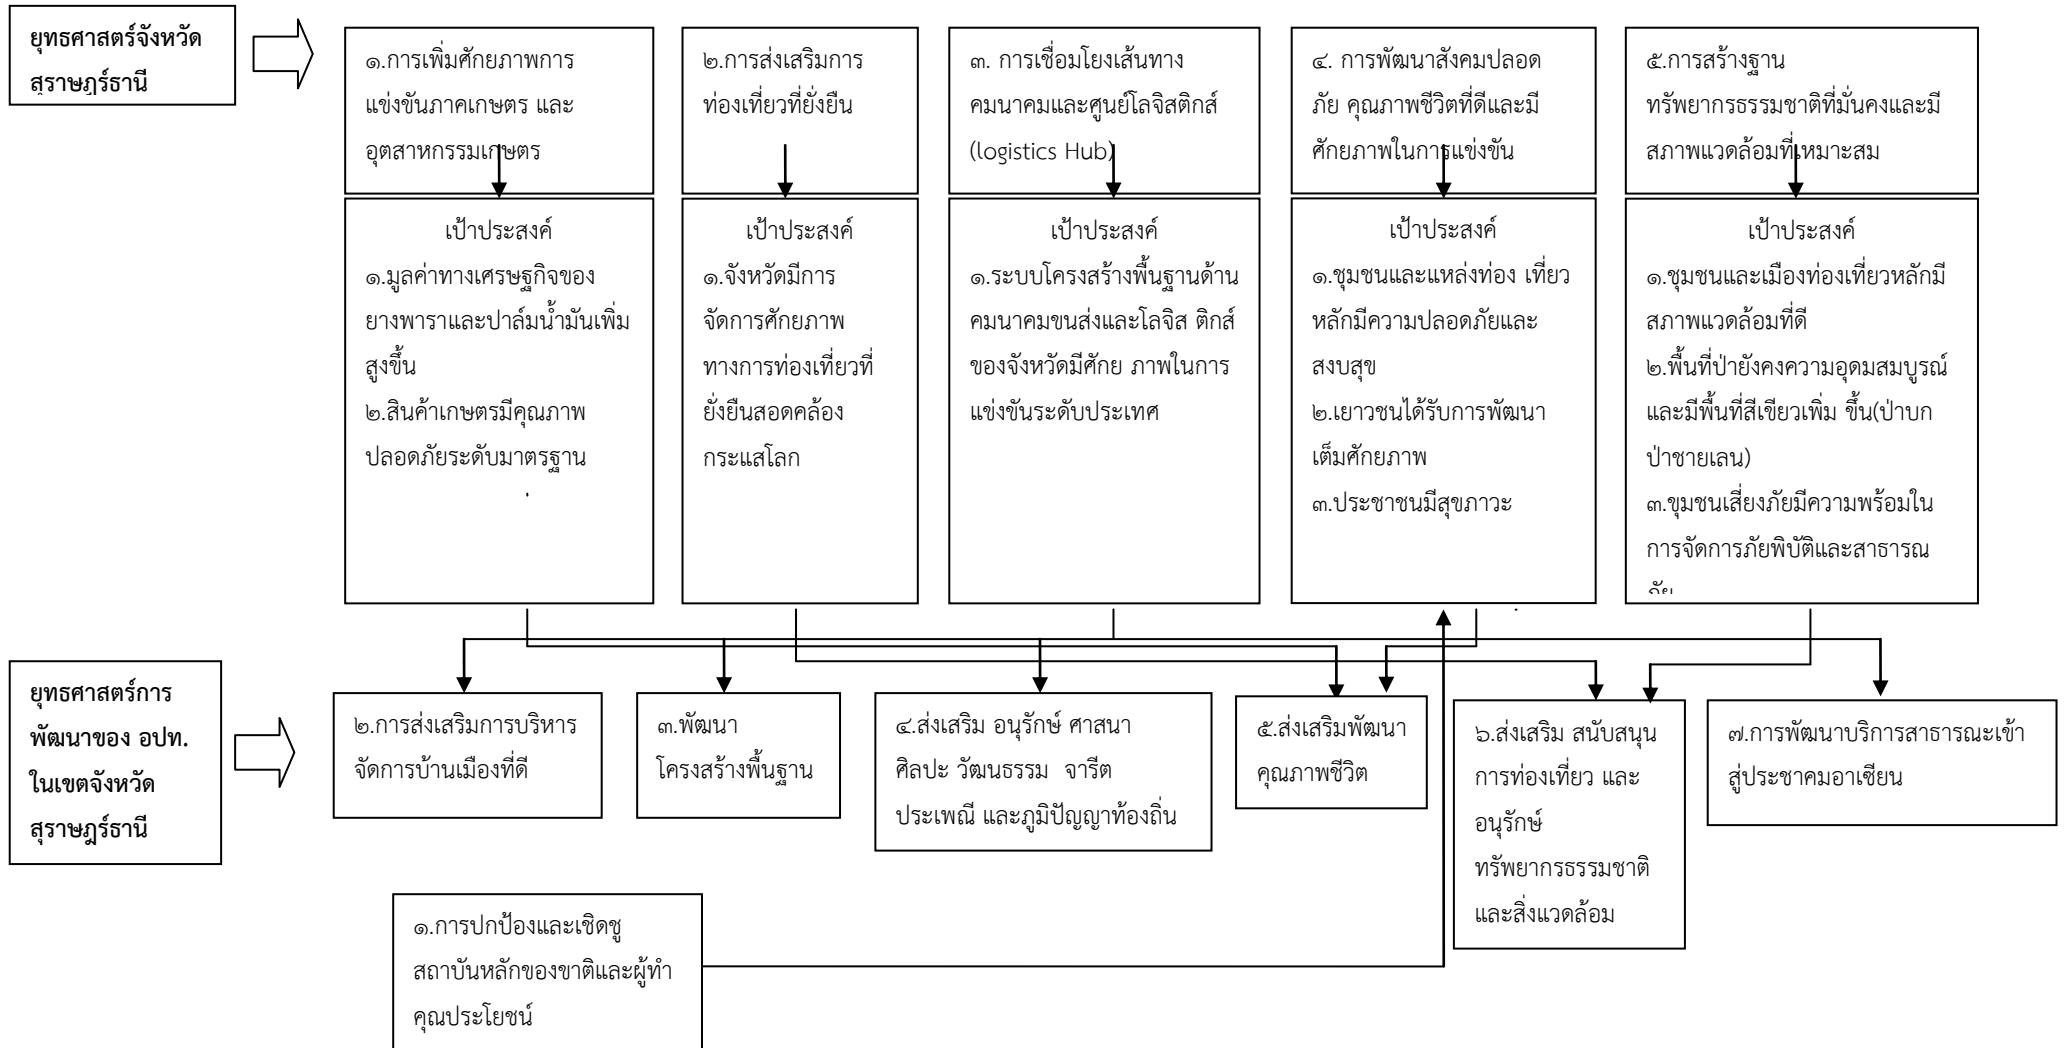 ยุทธศาสตร์จังหวัด
สุราษฎร์ธานี
๑.การเพิ่มศักยภาพการ
แข่งขันภาคเกษตร และ
อุตสาหกรรมเกษตร
๒.การส่งเสริมการ
ท่องเที่ยวที่ยั่งยืน
๓. การเชื่อมโยงเส้นทาง
คมนาคมและศูนย์โลจิสติกส์
(logistics Hub)
๔. การพัฒนาสังคมปลอด
ภัย คุณภาพชีวิตที่ดีและมี
ศักยภาพในการแข่งขัน
๕.การสร้างฐาน
ทรัพยากรธรรมชาติที่มั่นคงและมี
สภาพแวดล้อมที่เหมาะสม
เป้าประสงค์
๑.มูลค่าทางเศรษฐกิจของ
ยางพาราและปาล์มน้ำมันเพิ่ม
สูงขึ้น
๒.สินค้าเกษตรมีคุณภาพ
ปลอดภัยระดับมาตรฐาน
เป้าประสงค์
๑.จังหวัดมีการ
จัดการศักยภาพ
ทางการท่องเที่ยวที่
ยั่งยืนสอดคล้อง
กระแสโลก
เป้าประสงค์
๑.ระบบโครงสร้างพื้นฐานด้าน
คมนาคมขนส่งและโลจิส ติกส์
ของจังหวัดมีศักย ภาพในการ
แข่งขันระดับประเทศ
เป้าประสงค์
๑.ชุมชนและแหล่งท่อง เที่ยว
หลักมีความปลอดภัยและ
สงบสุข
๒.เยาวชนได้รับการพัฒนา
เต็มศักยภาพ
๓.ประชาชนมีสุขภาวะ
เป้าประสงค์
๑.ชุมชนและเมืองท่องเที่ยวหลักมี
สภาพแวดล้อมที่ดี
๒.พื้นที่ป่ายังคงความอุดมสมบูรณ์
และมีพื้นที่สีเขียวเพิ่ม ขึ้น(ป่าบก
ป่าชายเลน)
๓.ขุมชนเสี่ยงภัยมีความพร้อมใน
การจัดการภัยพิบัติและสาธารณ
ภัย
ยุทธศาสตร์การ
พัฒนาของ อปท.
ในเขตจังหวัด
สุราษฎร์ธานี
๒.การส่งเสริมการบริหาร
จัดการบ้านเมืองที่ดี
๓.พัฒนา
โครงสร้างพื้นฐาน
๔.ส่งเสริม อนุรักษ์ ศาสนา
ศิลปะ วัฒนธรรม  จารีต
ประเพณี และภูมิปัญญาท้องถิ่น
๕.ส่งเสริมพัฒนา
คุณภาพชีวิต
๖.ส่งเสริม สนับสนุน
การท่องเที่ยว และ
อนุรักษ์
ทรัพยากรธรรมชาติ
และสิ่งแวดล้อม
๗.การพัฒนาบริการสาธารณะเข้า
สู่ประชาคมอาเซียน
๑.การปกป้องและเชิดชู
สถาบันหลักของขาติและผู้ทำ
คุณประโยชน์